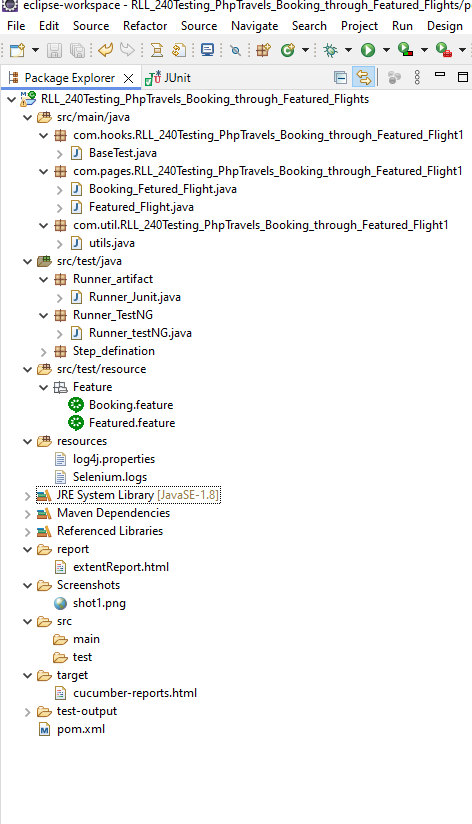 eclipse-workspace - RLL_240Testing_PhpTravels_Booking_through_Featured_Flights/p
File Edit Source Refactor Source Navigate Search Project Run Design
Package Explorer JUnit
RLL_240Testing_PhpTravels_Booking_through_Featured_Flights
src/main/java
com.hooks.RLL_240Testing_PhpTravels_Booking_through_Featured_Flight1
BaseTest.java
com.pages.RLL_240Testing_PhpTravels_Booking_through_Featured_Flight1
Booking_Fetured_Flight.java
Featured_Flight.java
com.util.RLL_240Testing_PhpTravels_Booking_through_Featured_Flight1
utils.java
src/test/java
Runner_artifact
Runner_Junit.java
Runner_TestNG
Runner_testNG.java
Step_defination
src/test/resource
Feature
Booking.feature
Featured.feature
resources
log4j.properties
Selenium.logs
JRE System Library [JavaSE-1.8]
Maven Dependencies
Referenced Libraries
report
extentReport.html
Screenshots
shot1.png
src
main
test
target
cucumber-reports.html
test-output
pom.xml